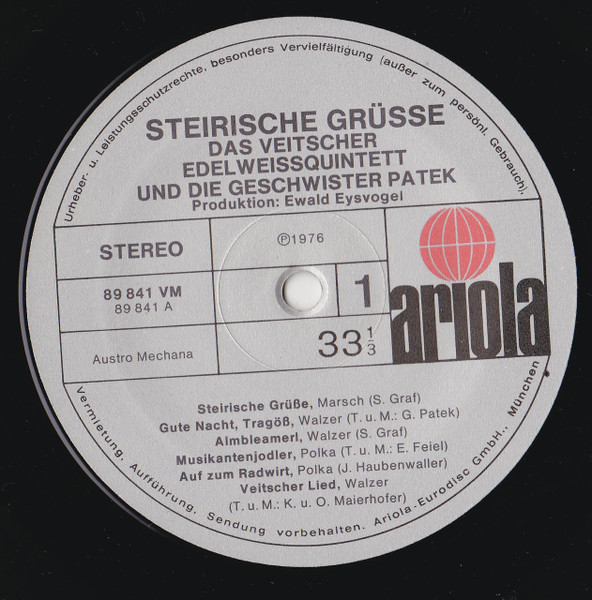 Urheber- u. Leistungsschutzrechte, besonders Vervielfältigung (außer zum persönl. Gebrauch),
STEIRISCHE GRÜSSE
DAS VEITSCHER
EDELWEISSQUINTETT
UND DIE GESCHWISTER PATEK
Produktion: Ewald Eysvogel
STEREO
℗1976
89 841 VM
89 841 A
1
ariola
Austro Mechana
33 1/3
Steirische Grüße, Marsch (S. Graf)
Gute Nacht, Tragöß, Walzer (T. u. M.: G. Patek)
Almbleamerl, Walzer (S. Graf)
Musikantenjodler, Polka (T. u. M.: E. Feiel)
Auf zum Radwirt, Polka (J. Haubenwaller)
Veitscher Lied, Walzer
(T. u. M.: K. u. O. Maierhofer)
Vermietung, Aufführung, Sendung vorbehalten. Ariola-Eurodisc GmbH., München